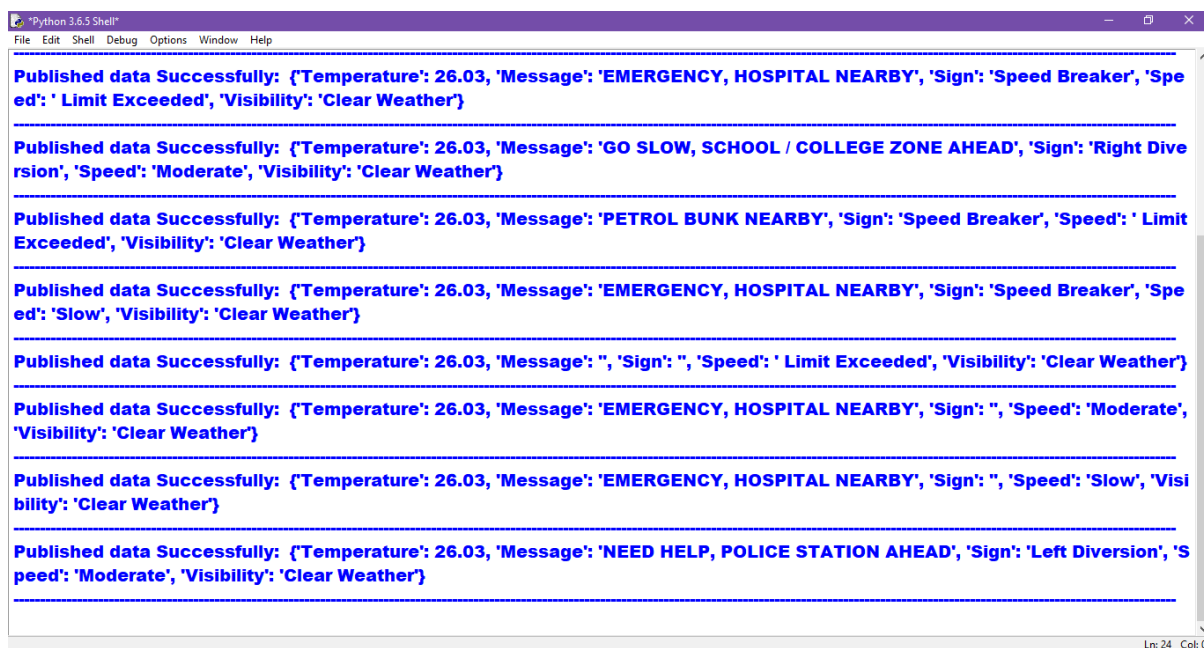 *Python 3.6.5 Shell*
File Edit Shell Debug Options Window Help
--------------------------------------------------------------------------------
Published data Successfully:  {'Temperature': 26.03, 'Message': 'EMERGENCY, HOSPITAL NEARBY', 'Sign': 'Speed Breaker', 'Spe
ed': ' Limit Exceeded', 'Visibility': 'Clear Weather'}
--------------------------------------------------------------------------------
Published data Successfully:  {'Temperature': 26.03, 'Message': 'GO SLOW, SCHOOL / COLLEGE ZONE AHEAD', 'Sign': 'Right Dive
rsion', 'Speed': 'Moderate', 'Visibility': 'Clear Weather'}
--------------------------------------------------------------------------------
Published data Successfully:  {'Temperature': 26.03, 'Message': 'PETROL BUNK NEARBY', 'Sign': 'Speed Breaker', 'Speed': ' Limit
Exceeded', 'Visibility': 'Clear Weather'}
--------------------------------------------------------------------------------
Published data Successfully:  {'Temperature': 26.03, 'Message': 'EMERGENCY, HOSPITAL NEARBY', 'Sign': 'Speed Breaker', 'Spe
ed': 'Slow', 'Visibility': 'Clear Weather'}
--------------------------------------------------------------------------------
Published data Successfully:  {'Temperature': 26.03, 'Message': '', 'Sign': '', 'Speed': ' Limit Exceeded', 'Visibility': 'Clear Weather'}
--------------------------------------------------------------------------------
Published data Successfully:  {'Temperature': 26.03, 'Message': 'EMERGENCY, HOSPITAL NEARBY', 'Sign': '', 'Speed': 'Moderate',
'Visibility': 'Clear Weather'}
--------------------------------------------------------------------------------
Published data Successfully:  {'Temperature': 26.03, 'Message': 'EMERGENCY, HOSPITAL NEARBY', 'Sign': '', 'Speed': 'Slow', 'Visi
bility': 'Clear Weather'}
--------------------------------------------------------------------------------
Published data Successfully:  {'Temperature': 26.03, 'Message': 'NEED HELP, POLICE STATION AHEAD', 'Sign': 'Left Diversion', 'S
peed': 'Moderate', 'Visibility': 'Clear Weather'}
--------------------------------------------------------------------------------
Ln: 24 Col: 0